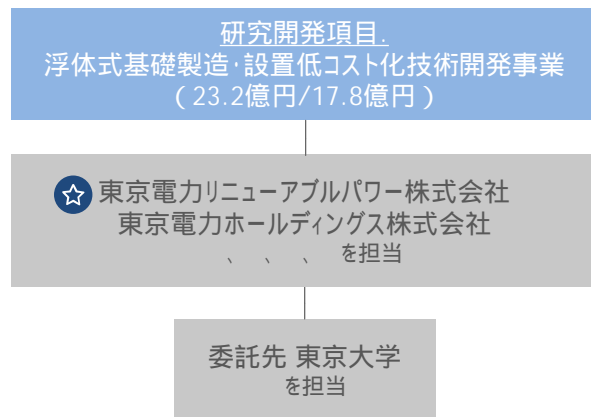 研究開発項目.
浮体式基礎製造・設置低コスト化技術開発事業
(23.2億円/17.8億円)
東京電力リニューアブルパワー株式会社
東京電力ホールディングス株式会社
、 、 、 を担当
委託先 東京大学
を担当